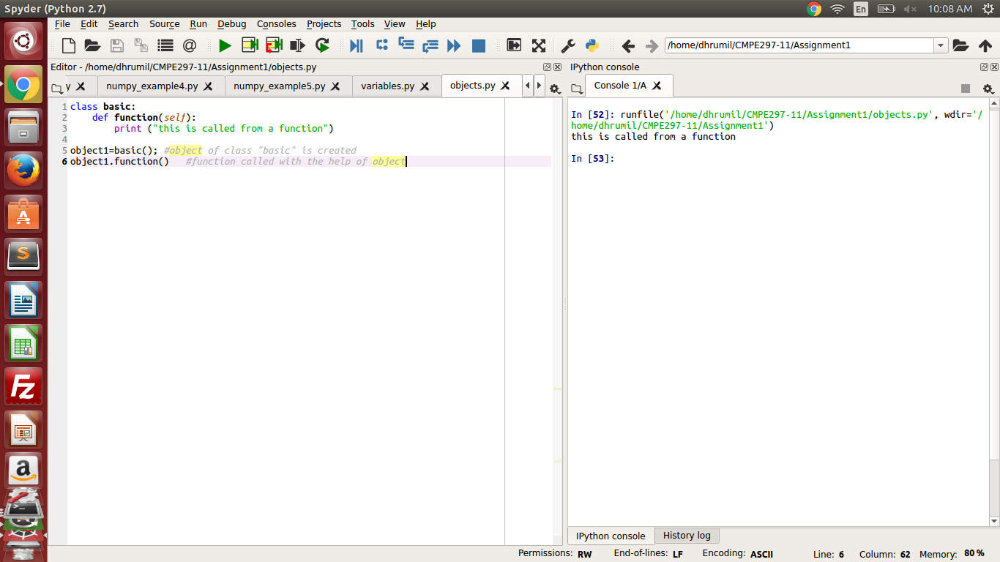 Spyder (Python 2.7)
En
10:08 AM
File Edit Search Source Run Debug Consoles Projects Tools View Help
@
/home/dhrumil/CMPE297-11/Assignment1
Editor - /home/dhrumil/CMPE297-11/Assignment1/objects.py
y numpy_example4.py numpy_example5.py variables.py objects.py
1 class basic:
2     def function(self):
3         print ("this is called from a function")
4
5 object1=basic(); #object of class "basic" is created
6 object1.function()   #function called with the help of object
IPython console
Console 1/A
In [52]: runfile('/home/dhrumil/CMPE297-11/Assignment1/objects.py', wdir='/
home/dhrumil/CMPE297-11/Assignment1')
this is called from a function
In [53]:
IPython console History log
Permissions: RW End-of-lines: LF Encoding: ASCII Line: 6 Column: 62 Memory: 80 %
A
S
Fz
a